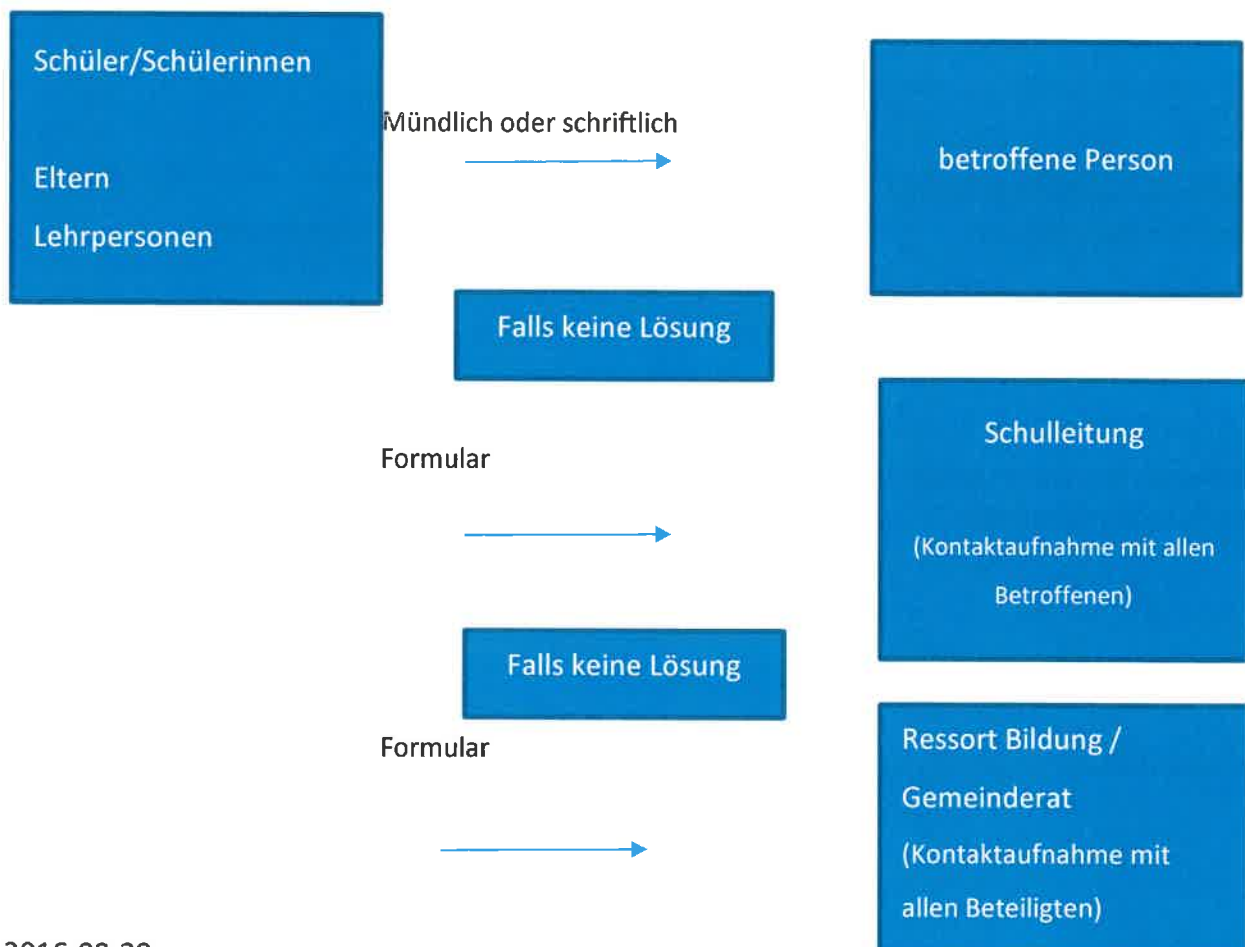 Schüler/Schülerinnen
Eltern
Lehrpersonen
Mündlich oder schriftlich
betroffene Person
Falls keine Lösung
Formular
Schulleitung
(Kontaktaufnahme mit allen
Betroffenen)
Falls keine Lösung
Formular
Ressort Bildung /
Gemeinderat
(Kontaktaufnahme mit
allen Beteiligten)